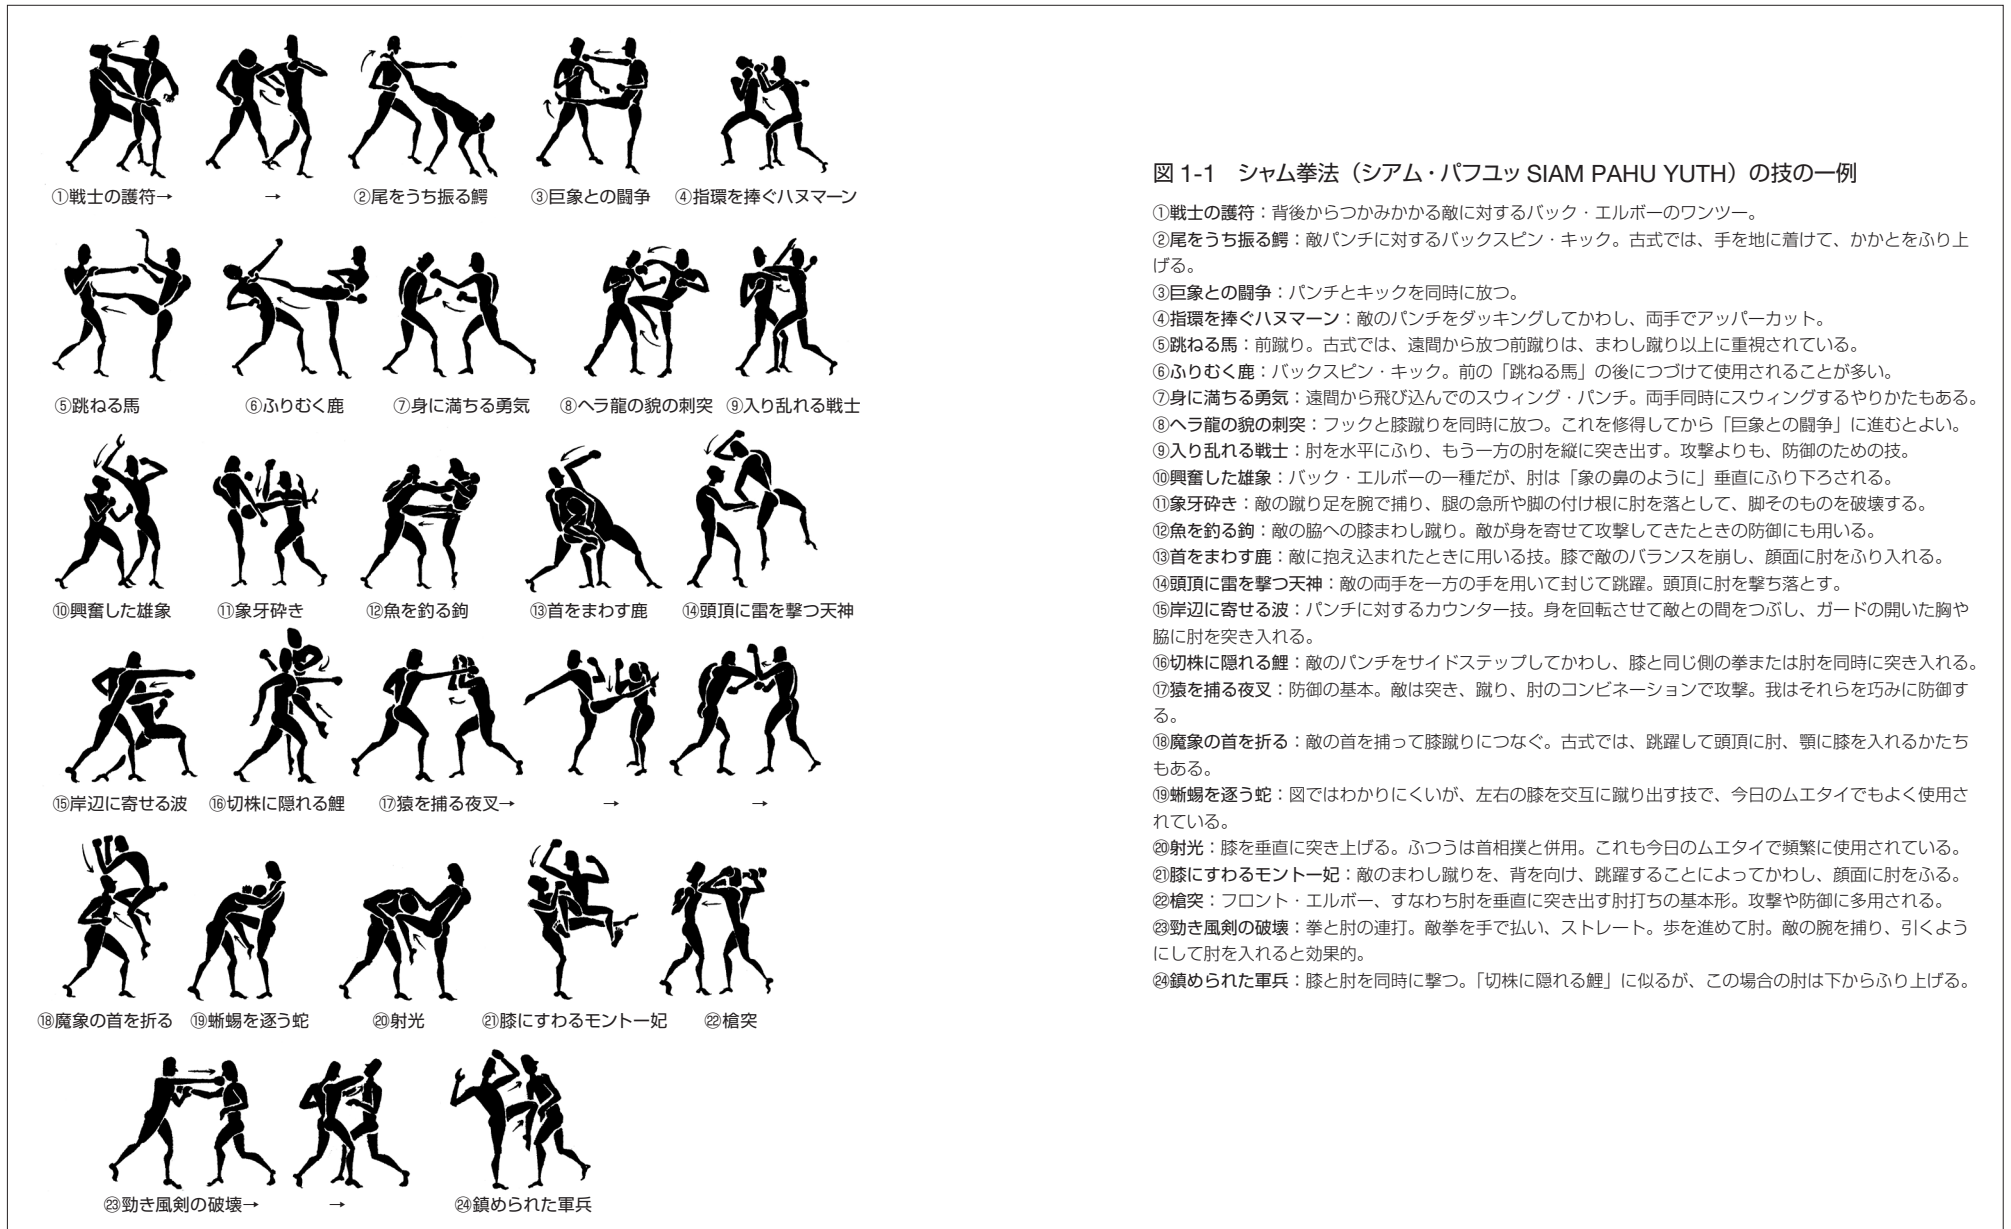 ①戦士の護符→ → ②尾をうち振る鰐 ③巨象との闘争 ④指環を捧ぐハヌマーン
⑤跳ねる馬 ⑥ふりむく鹿 ⑦身に満ちる勇気 ⑧ヘラ龍の貌の刺突 ⑨入り乱れる戦士
⑩興奮した雄象 ⑪象牙砕き ⑫魚を釣る鉤 ⑬首をまわす鹿 ⑭頭頂に雷を撃つ天神
⑮岸辺に寄せる波 ⑯切株に隠れる鯉 ⑰猿を捕る夜叉→ → →
⑱魔象の首を折る ⑲蜥蜴を逐う蛇 ⑳射光 ㉑膝にすわるモントー妃 ㉒槍突
㉓勁き風剣の破壊→ → ㉔鎮められた軍兵
図 1-1 シャム拳法（シアム・パフユッ SIAM PAHU YUTH）の技の一例
①戦士の護符：背後からつかみかかる敵に対するバック・エルボーのワンツー。
②尾をうち振る鰐：敵パンチに対するバックスピン・キック。古式では、手を地に着けて、かかとをふり上
げる。
③巨象との闘争：パンチとキックを同時に放つ。
④指環を捧ぐハヌマーン：敵のパンチをダッキングしてかわし、両手でアッパーカット。
⑤跳ねる馬：前蹴り。古式では、遠間から放つ前蹴りは、まわし蹴り以上に重視されている。
⑥ふりむく鹿：バックスピン・キック。前の「跳ねる馬」の後につづけて使用されることが多い。
⑦身に満ちる勇気：遠間から飛び込んでのスウィング・パンチ。両手同時にスウィングするやりかたもある。
⑧ヘラ龍の貌の刺突：フックと膝蹴りを同時に放つ。これを修得してから「巨象との闘争」に進むとよい。
⑨入り乱れる戦士：肘を水平にふり、もう一方の肘を縦に突き出す。攻撃よりも、防御のための技。
⑩興奮した雄象：バック・エルボーの一種だが、肘は「象の鼻のように」垂直にふり下ろされる。
⑪象牙砕き：敵の蹴り足を腕で捕り、腿の急所や脚の付け根に肘を落として、脚そのものを破壊する。
⑫魚を釣る鉤：敵の脇への膝まわし蹴り。敵が身を寄せて攻撃してきたときの防御にも用いる。
⑬首をまわす鹿：敵に抱え込まれたときに用いる技。膝で敵のバランスを崩し、顔面に肘をふり入れる。
⑭頭頂に雷を撃つ天神：敵の両手を一方の手を用いて封じて跳躍。頭頂に肘を撃ち落とす。
⑮岸辺に寄せる波：パンチに対するカウンター技。身を回転させて敵との間をつぶし、ガードの開いた胸や
脇に肘を突き入れる。
⑯切株に隠れる鯉：敵のパンチをサイドステップしてかわし、膝と同じ側の拳または肘を同時に突き入れる。
⑰猿を捕る夜叉：防御の基本。敵は突き、蹴り、肘のコンビネーションで攻撃。我はそれらを巧みに防御す
る。
⑱魔象の首を折る：敵の首を捕って膝蹴りにつなぐ。古式では、跳躍して頭頂に肘、顎に膝を入れるかたち
もある。
⑲蜥蜴を逐う蛇：図ではわかりにくいが、左右の膝を交互に蹴り出す技で、今日のムエタイでもよく使用さ
れている。
⑳射光：膝を垂直に突き上げる。ふつうは首相撲と併用。これも今日のムエタイで頻繁に使用されている。
㉑膝にすわるモントー妃：敵のまわし蹴りを、背を向け、跳躍することによってかわし、顔面に肘をふる。
㉒槍突：フロント・エルボー、すなわち肘を垂直に突き出す肘打ちの基本形。攻撃や防御に多用される。
㉓勁き風剣の破壊：拳と肘の連打。敵拳を手で払い、ストレート。歩を進めて肘。敵の腕を捕り、引くよう
にして肘を入れると効果的。
㉔鎮められた軍兵：膝と肘を同時に撃つ。「切株に隠れる鯉」に似るが、この場合の肘は下からふり上げる。